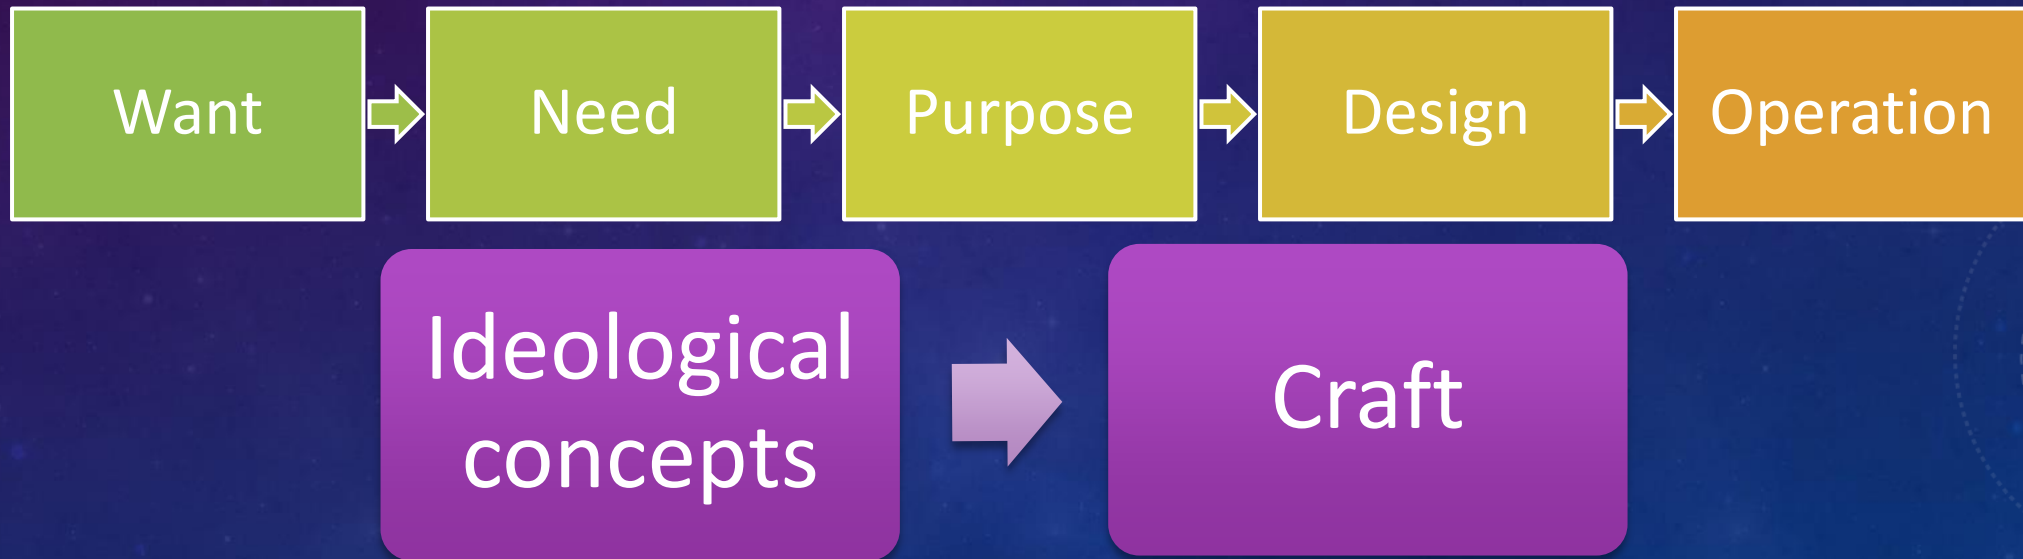 Want
Need
Purpose
Design
Operation
Ideological
concepts
Craft